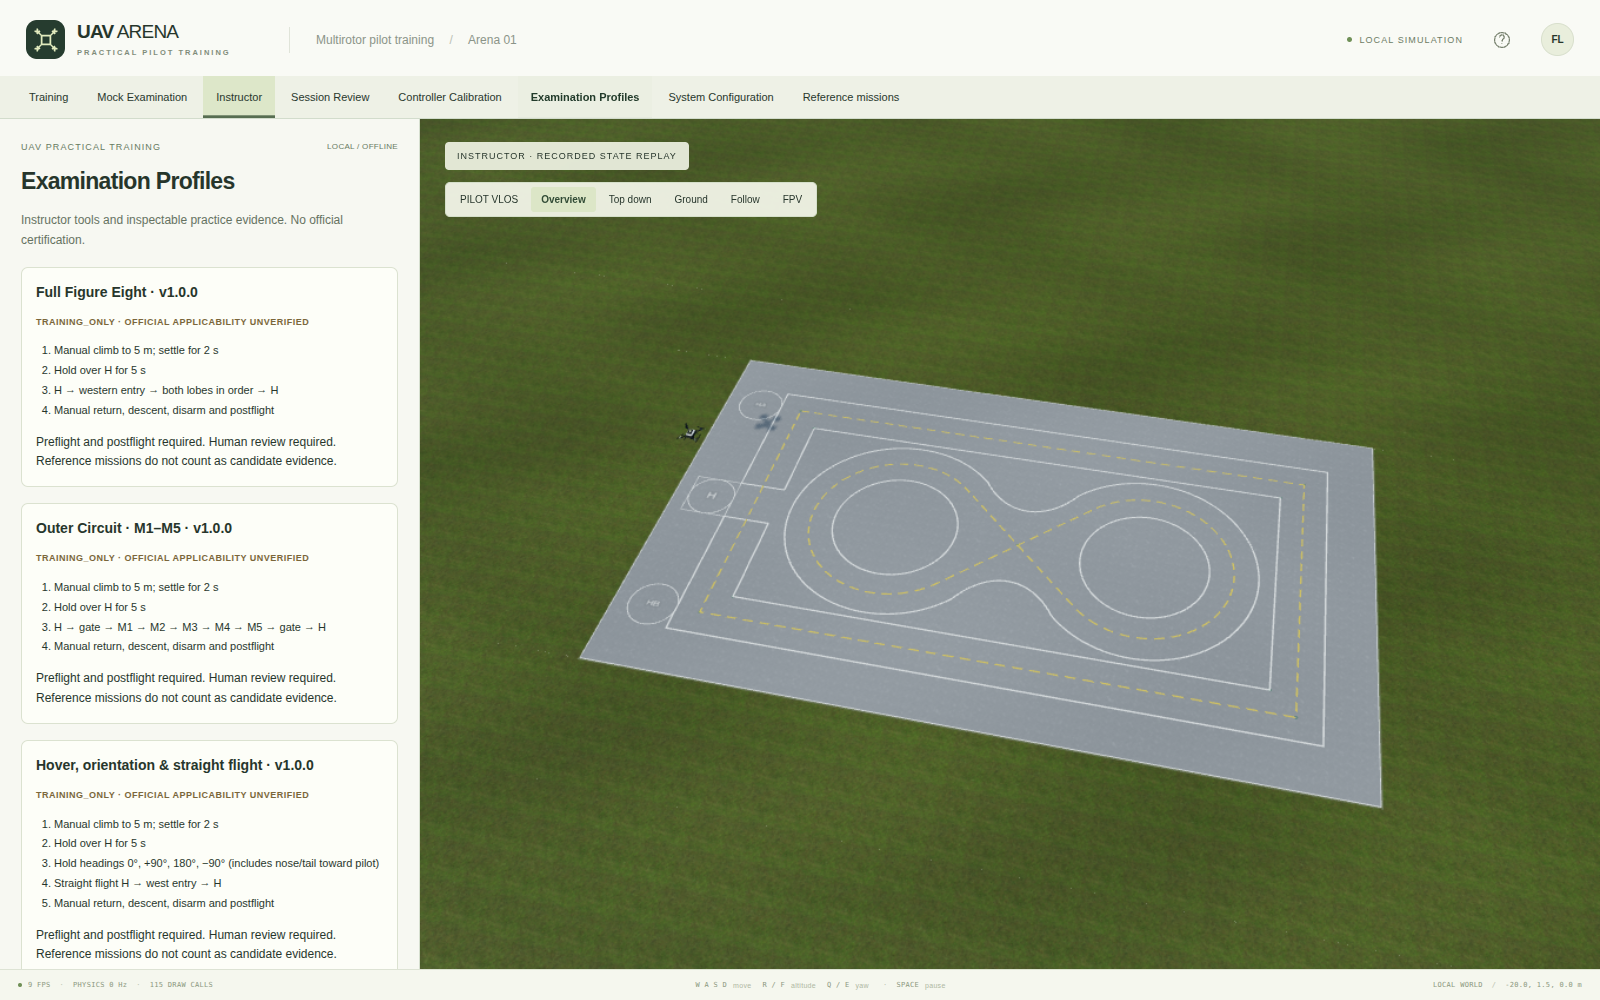 UAV ARENA
PRACTICAL PILOT TRAINING
Multirotor pilot training / Arena 01
LOCAL SIMULATION
?
FL
Training
Mock Examination
Instructor
Session Review
Controller Calibration
Examination Profiles
System Configuration
Reference missions
UAV PRACTICAL TRAINING
LOCAL / OFFLINE
Examination Profiles
Instructor tools and inspectable practice evidence. No official
certification.
Full Figure Eight · v1.0.0
TRAINING_ONLY · OFFICIAL APPLICABILITY UNVERIFIED
1. Manual climb to 5 m; settle for 2 s
2. Hold over H for 5 s
3. H → western entry → both lobes in order → H
4. Manual return, descent, disarm and postflight
Preflight and postflight required. Human review required.
Reference missions do not count as candidate evidence.
Outer Circuit · M1–M5 · v1.0.0
TRAINING_ONLY · OFFICIAL APPLICABILITY UNVERIFIED
1. Manual climb to 5 m; settle for 2 s
2. Hold over H for 5 s
3. H → gate → M1 → M2 → M3 → M4 → M5 → gate → H
4. Manual return, descent, disarm and postflight
Preflight and postflight required. Human review required.
Reference missions do not count as candidate evidence.
Hover, orientation & straight flight · v1.0.0
TRAINING_ONLY · OFFICIAL APPLICABILITY UNVERIFIED
1. Manual climb to 5 m; settle for 2 s
2. Hold over H for 5 s
3. Hold headings 0°, +90°, 180°, −90° (includes nose/tail toward pilot)
4. Straight flight H → west entry → H
5. Manual return, descent, disarm and postflight
Preflight and postflight required. Human review required.
Reference missions do not count as candidate evidence.
INSTRUCTOR · RECORDED STATE REPLAY
PILOT VLOS
Overview
Top down
Ground
Follow
FPV
H
HB
9 FPS · PHYSICS 0 Hz · 115 DRAW CALLS
W A S D move R / F altitude Q / E yaw · SPACE pause
LOCAL WORLD / -20.0, 1.5, 0.0 m